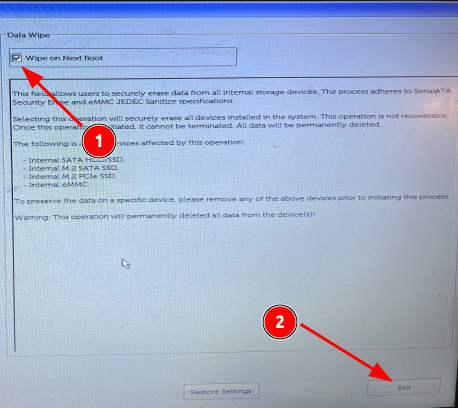 Data Wipe
Wipe on Next Boot
This field allows users to securely erase data from all internal storage devices. The process adheres to SerialATA
Security Erase and eMMC JEDEC Sanitize specifications.
Selecting this operation will securely erase all devices installed in the system. This operation is not recoverable.
Once this operation is initiated, it cannot be terminated. All data will be permanently deleted.
The following is devices affected by this operation:
- Internal SATA HDD/SSD.
- Internal M.2 SATA SSD.
- Internal M.2 PCIe SSD.
- Internal eMMC.
To preserve the data on a specific device, please remove any of the above devices prior to initiating this process.
Warning: This operation will permanently deleted all data from the device(s)!
1
2
Restore Settings
Exit